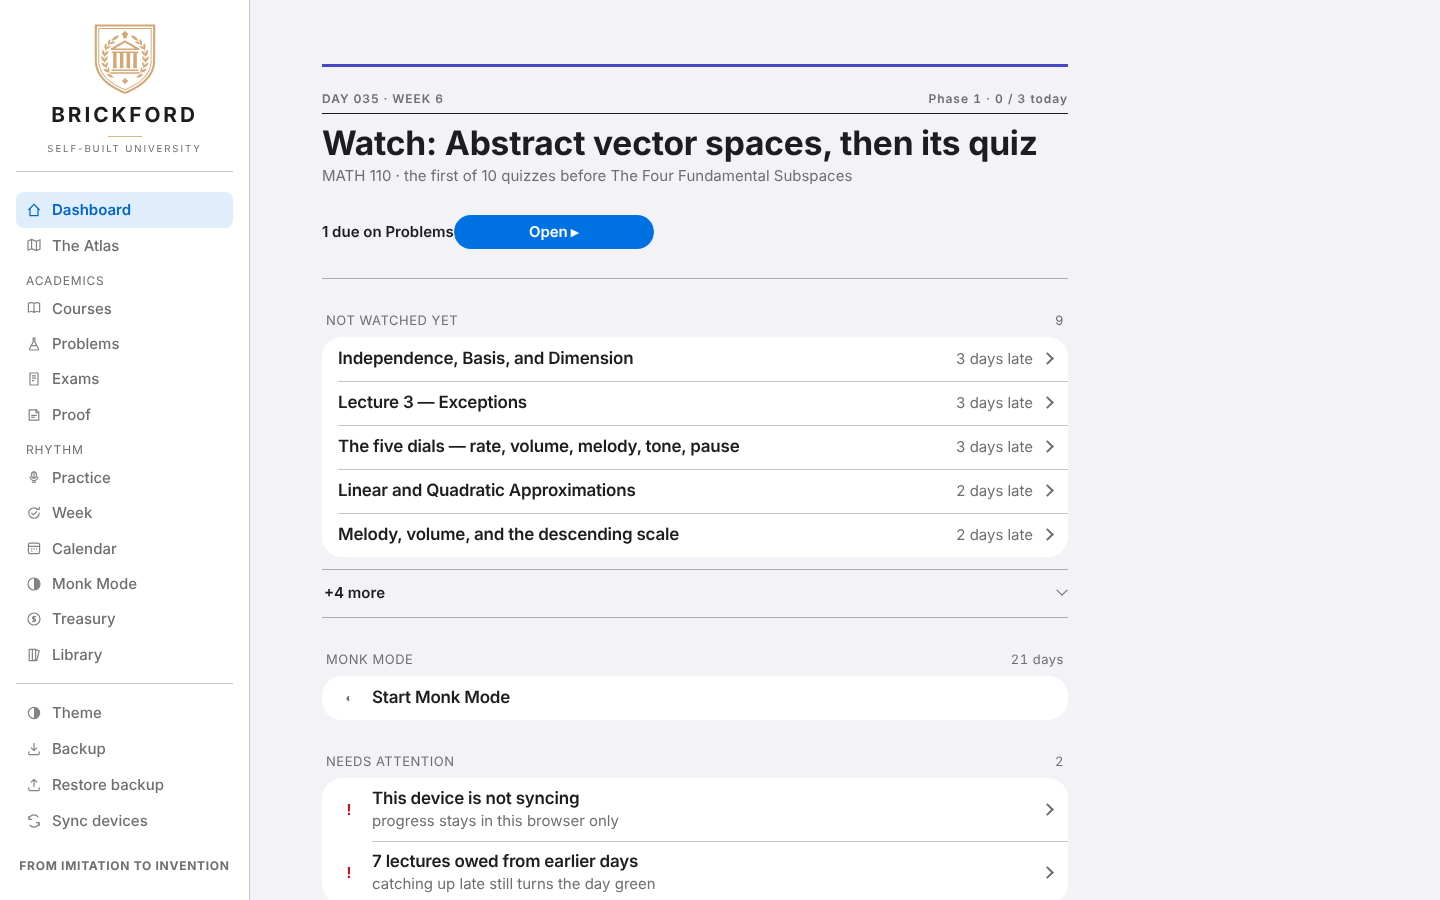 BRICKFORD
SELF-BUILT UNIVERSITY
Dashboard
The Atlas
ACADEMICS
Courses
Problems
Exams
Proof
RHYTHM
Practice
Week
Calendar
Monk Mode
Treasury
Library
Theme
Backup
Restore backup
Sync devices
FROM IMITATION TO INVENTION
DAY 035 · WEEK 6
Phase 1 · 0 / 3 today
Watch: Abstract vector spaces, then its quiz
MATH 110 · the first of 10 quizzes before The Four Fundamental Subspaces
1 due on Problems
Open ▸
NOT WATCHED YET 9
Independence, Basis, and Dimension 3 days late
Lecture 3 — Exceptions 3 days late
The five dials — rate, volume, melody, tone, pause 3 days late
Linear and Quadratic Approximations 2 days late
Melody, volume, and the descending scale 2 days late
+4 more
MONK MODE 21 days
Start Monk Mode
NEEDS ATTENTION 2
! This device is not syncing
progress stays in this browser only
! 7 lectures owed from earlier days
catching up late still turns the day green